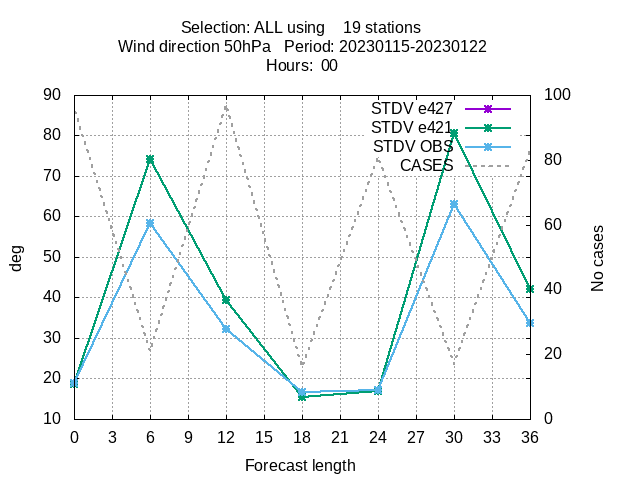 Selection: ALL using    19 stations
Wind direction 50hPa   Period: 20230115-20230122
Hours:  00
STDV e427
STDV e421
STDV OBS
CASES
90
80
70
60
50
40
30
20
10
100
80
60
40
20
0
deg
No cases
0 3 6 9 12 15 18 21 24 27 30 33 36
Forecast length